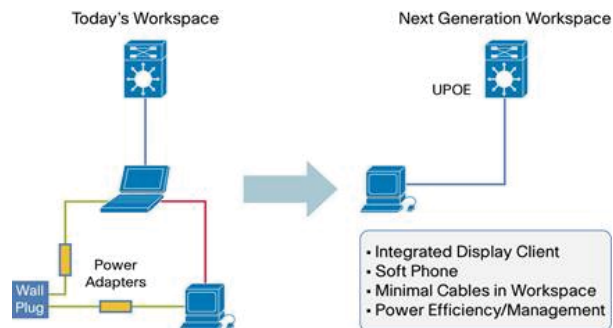 Today's Workspace
Next Generation Workspace
UPOE
Power
Adapters
Wall
Plug
▪ Integrated Display Client
▪ Soft Phone
▪ Minimal Cables in Workspace
▪ Power Efficiency/Management